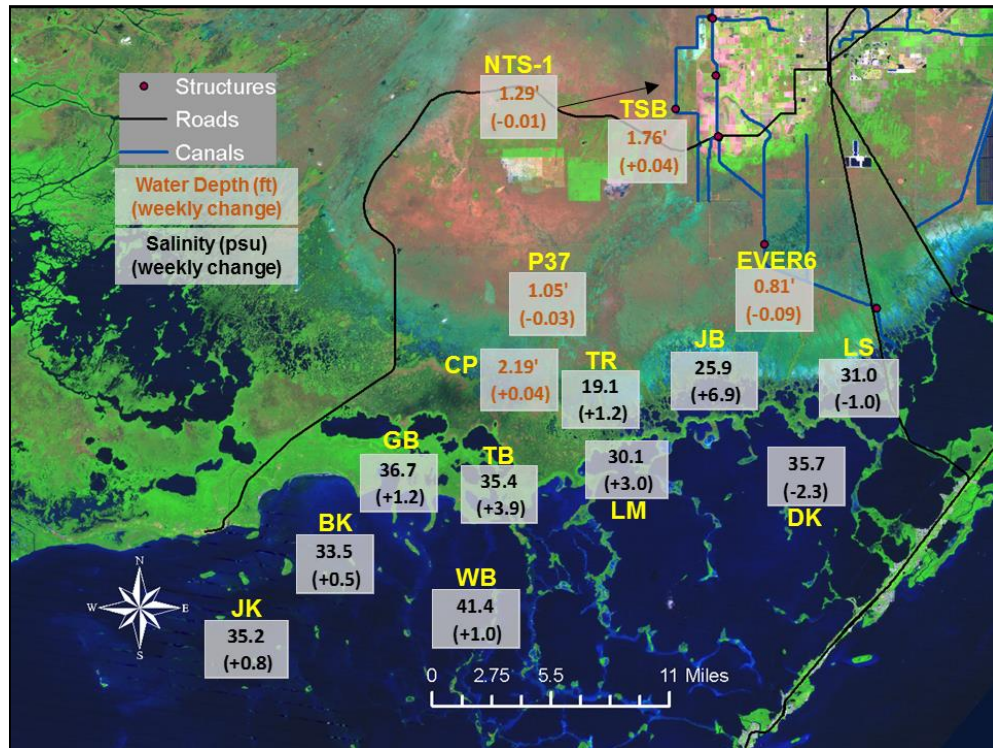 NTS-1
1.29'
(-0.01)
TSB
1.76'
(+0.04)
Structures
Roads
Canals
Water Depth (ft)
(weekly change)
Salinity (psu)
(weekly change)
P37
1.05'
(-0.03)
EVER6
0.81'
(-0.09)
CP
2.19'
(+0.04)
TR
19.1
(+1.2)
JB
25.9
(+6.9)
LS
31.0
(-1.0)
GB
36.7
(+1.2)
TB
35.4
(+3.9)
30.1
(+3.0)
LM
35.7
(-2.3)
DK
BK
33.5
(+0.5)
WB
41.4
(+1.0)
JK
35.2
(+0.8)
N
W E
S
0 2.75 5.5 11 Miles